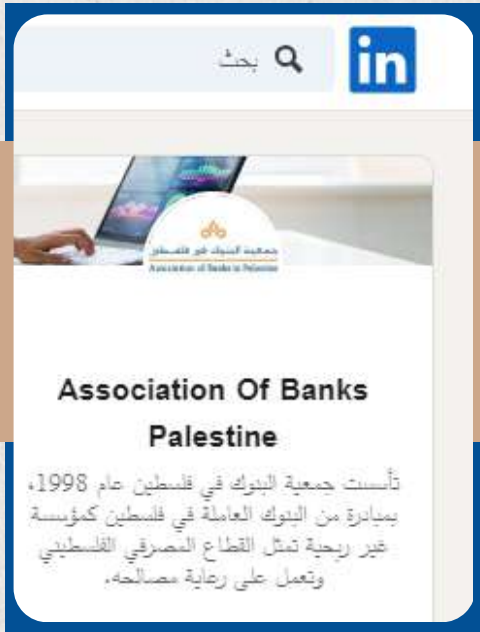 بحث
in
جمعية البنوك في فلسطين
Association of Banks in Palestine
Association Of Banks
Palestine
تأسست جمعية البنوك في فلسطين عام 1998،
بمبادرة من البنوك العاملة في فلسطين كمؤسسة
غير ربحية تمثل القطاع المصرفي الفلسطيني
وتعمل على رعاية مصالحه.